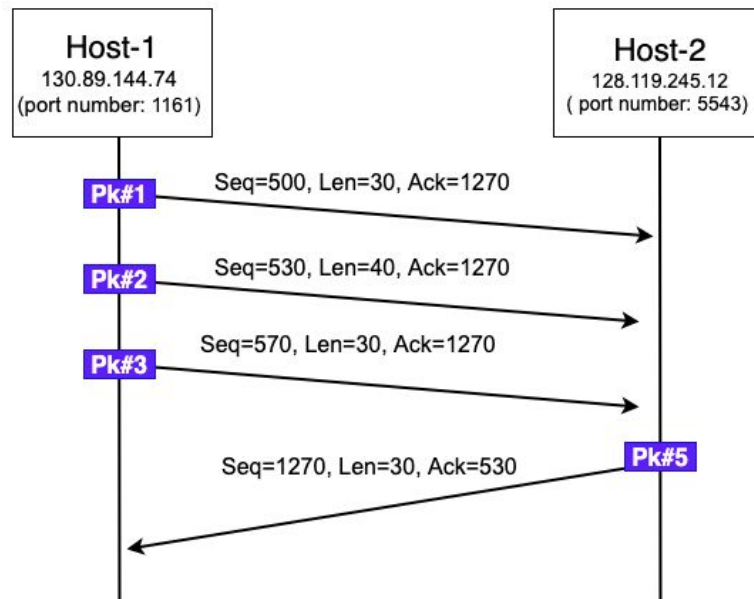 Host-1
130.89.144.74
(port number: 1161)
Host-2
128.119.245.12
( port number: 5543)
Pk#1
Seq=500, Len=30, Ack=1270
Pk#2
Seq=530, Len=40, Ack=1270
Pk#3
Seq=570, Len=30, Ack=1270
Pk#5
Seq=1270, Len=30, Ack=530